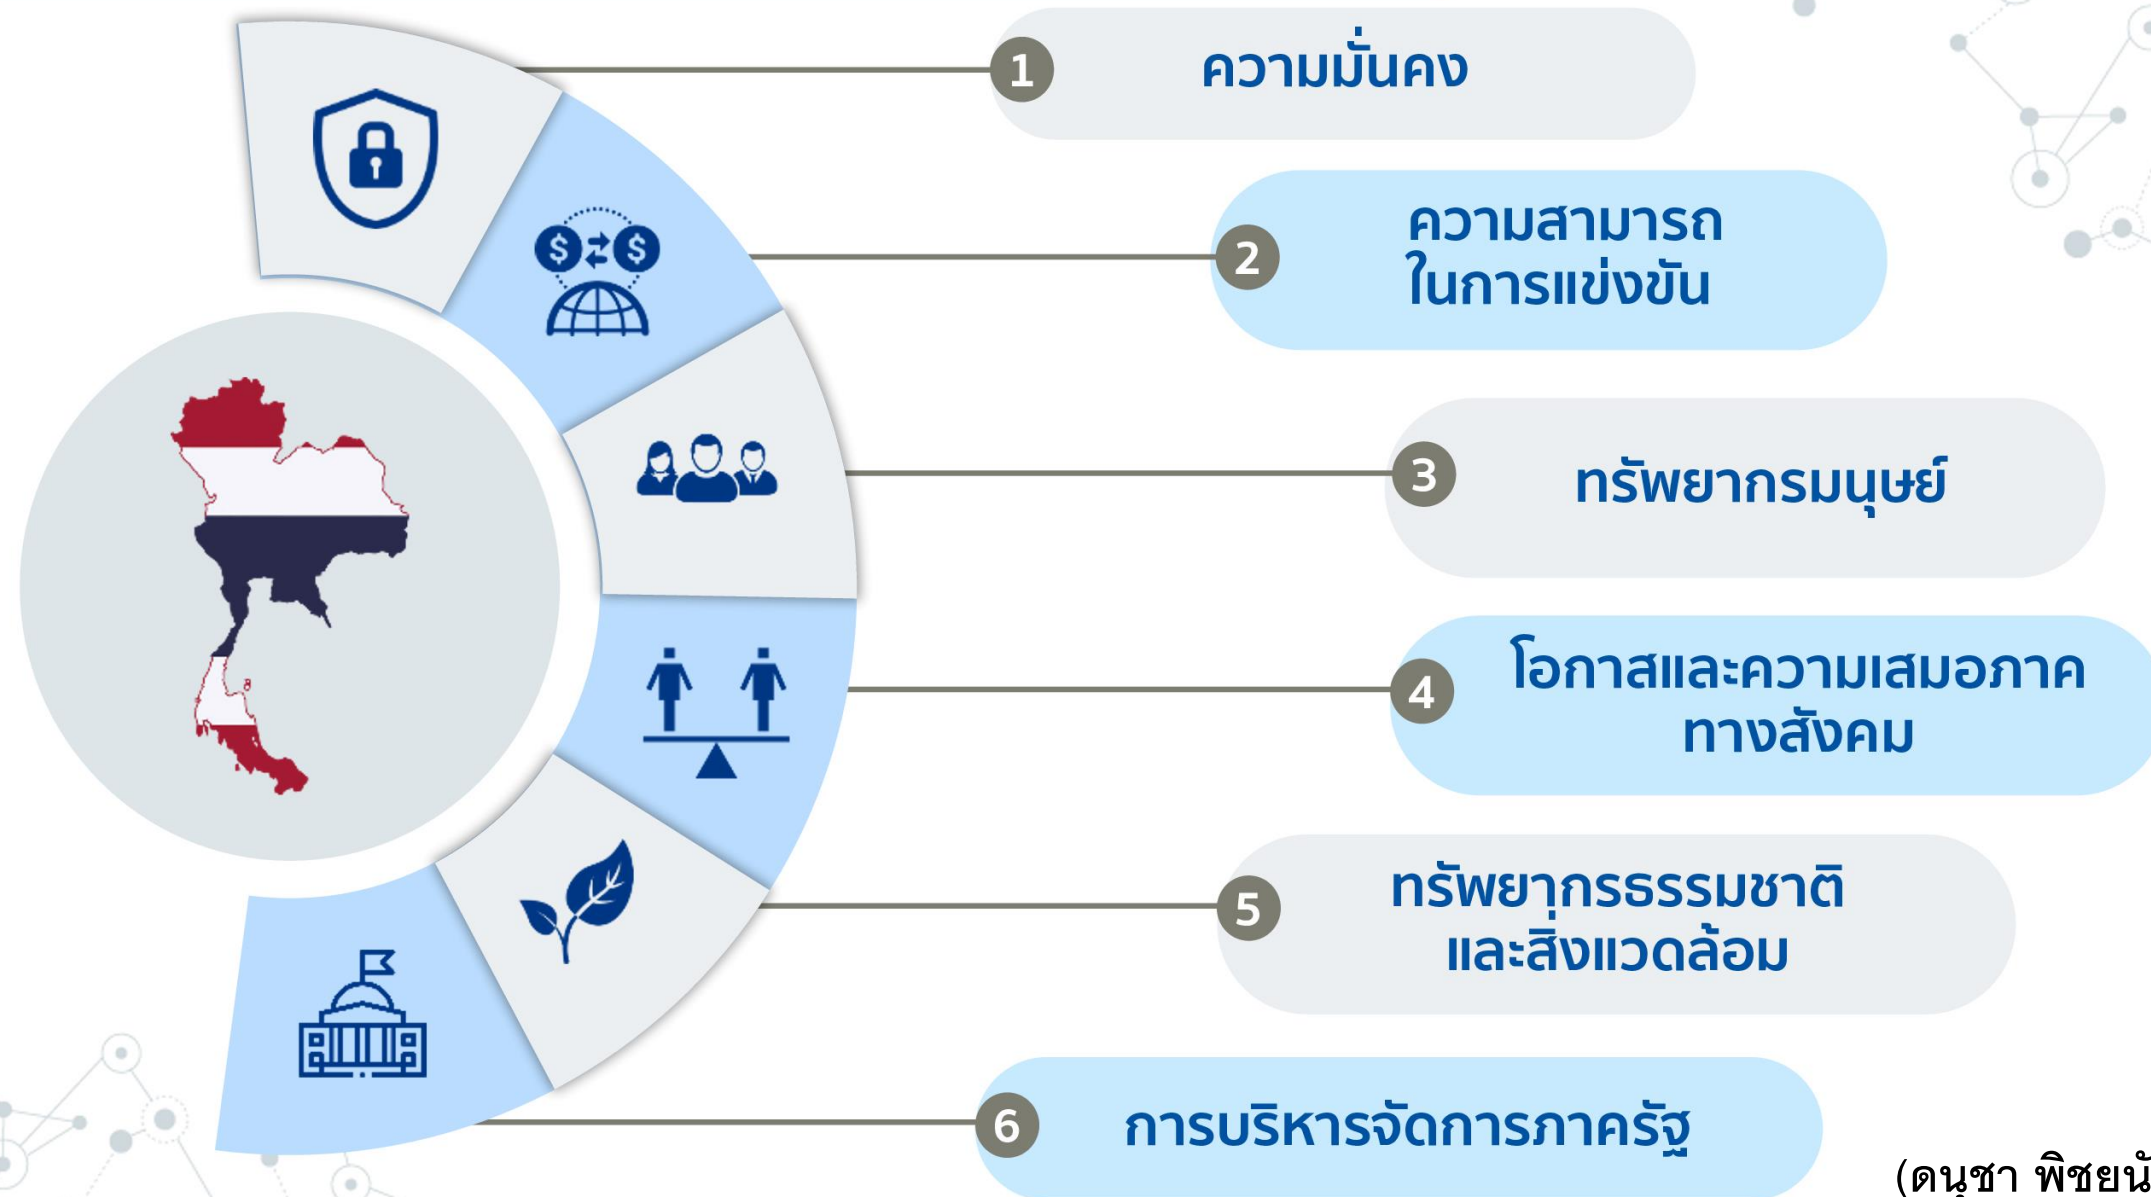 1 ความมั่นคง
2 ความสามารถ
ในการแข่งขัน
3 ทรัพยากรมนุษย์
4 โอกาสและความเสมอภาค
ทางสังคม
5 ทรัพยากรธรรมชาติ
และสิ่งแวดล้อม
6 การบริหารจัดการภาครัฐ
(ดนุชา